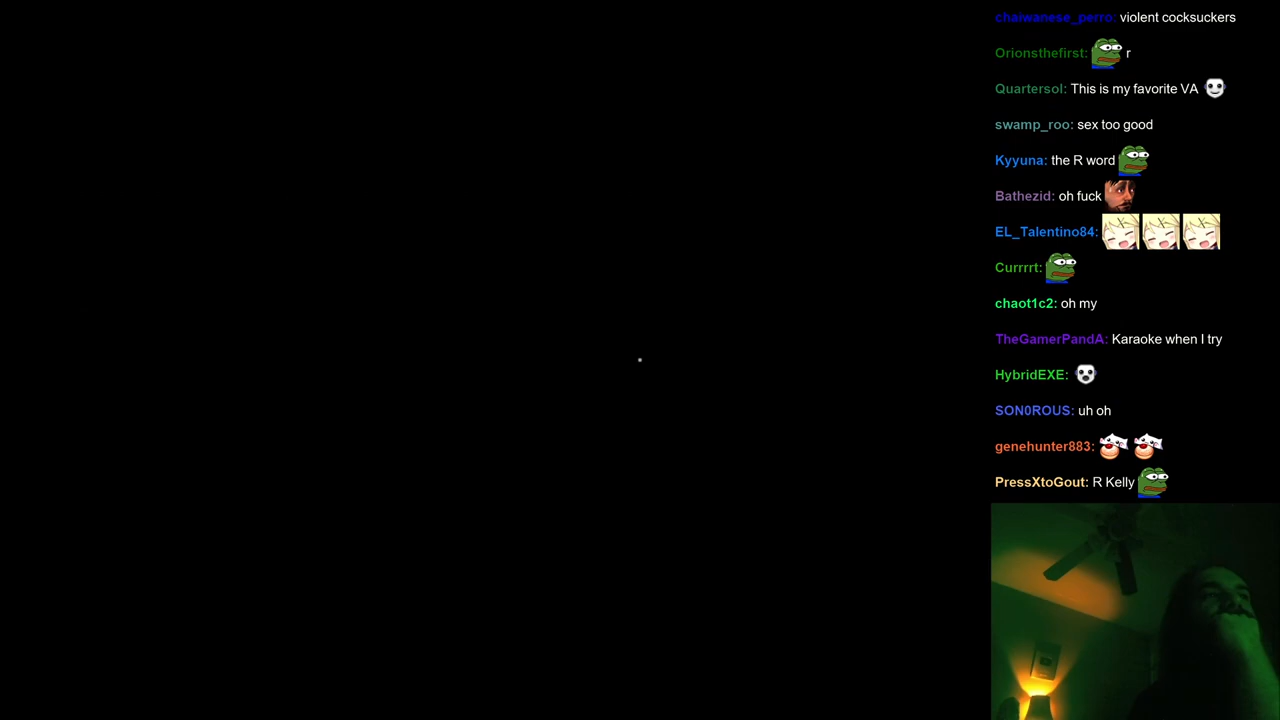 chaiwanese_perro: violent cocksuckers
Orionsthefirst: r
Quartersol: This is my favorite VA
swamp_roo: sex too good
Kyyuna: the R word
Bathezid: oh fuck
EL_Talentino84:
Currrrt:
chaot1c2: oh my
TheGamerPandA: Karaoke when I try
HybridEXE:
SON0ROUS: uh oh
genehunter883:
PressXtoGout: R Kelly